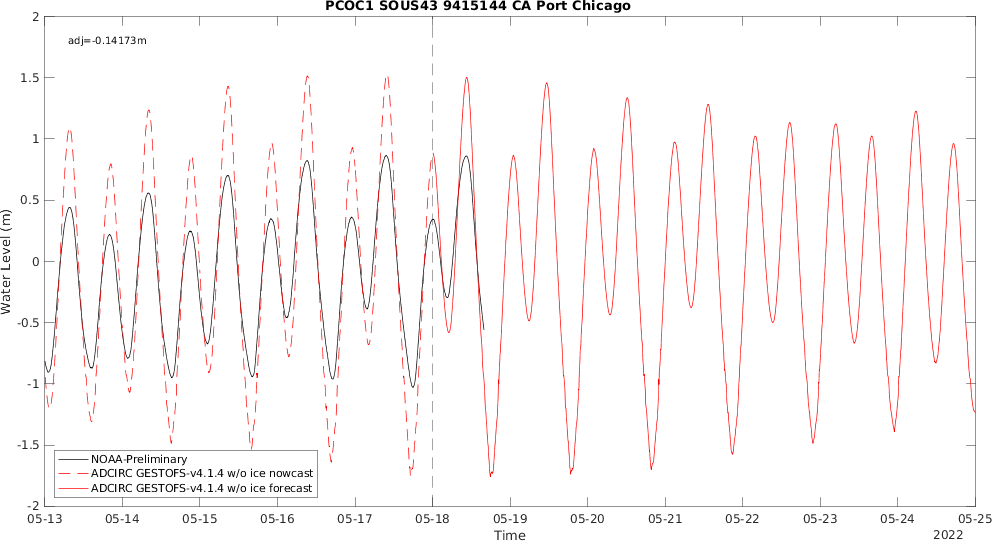 PCOC1 SOUS43 9415144 CA Port Chicago
adj=-0.14173m
2
1.5
1
0.5
0
-0.5
-1
-1.5
-2
Water Level (m)
NOAA-Preliminary
ADCIRC GESTOFS-v4.1.4 w/o ice nowcast
ADCIRC GESTOFS-v4.1.4 w/o ice forecast
05-13 05-14 05-15 05-16 05-17 05-18 05-19 05-20 05-21 05-22 05-23 05-24 05-25
Time
2022